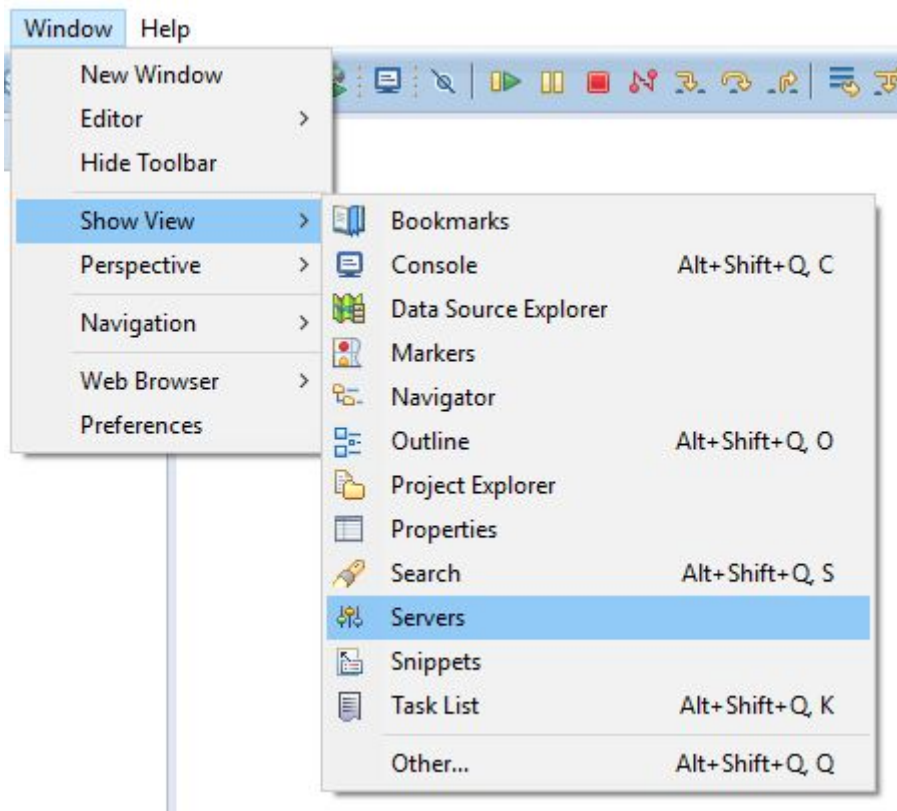 Window Help
New Window
Editor
Hide Toolbar
Show View
Perspective
Navigation
Web Browser
Preferences
Bookmarks
Console Alt+Shift+Q, C
Data Source Explorer
Markers
Navigator
Outline Alt+Shift+Q, O
Project Explorer
Properties
Search Alt+Shift+Q, S
Servers
Snippets
Task List Alt+Shift+Q, K
Other... Alt+Shift+Q, Q